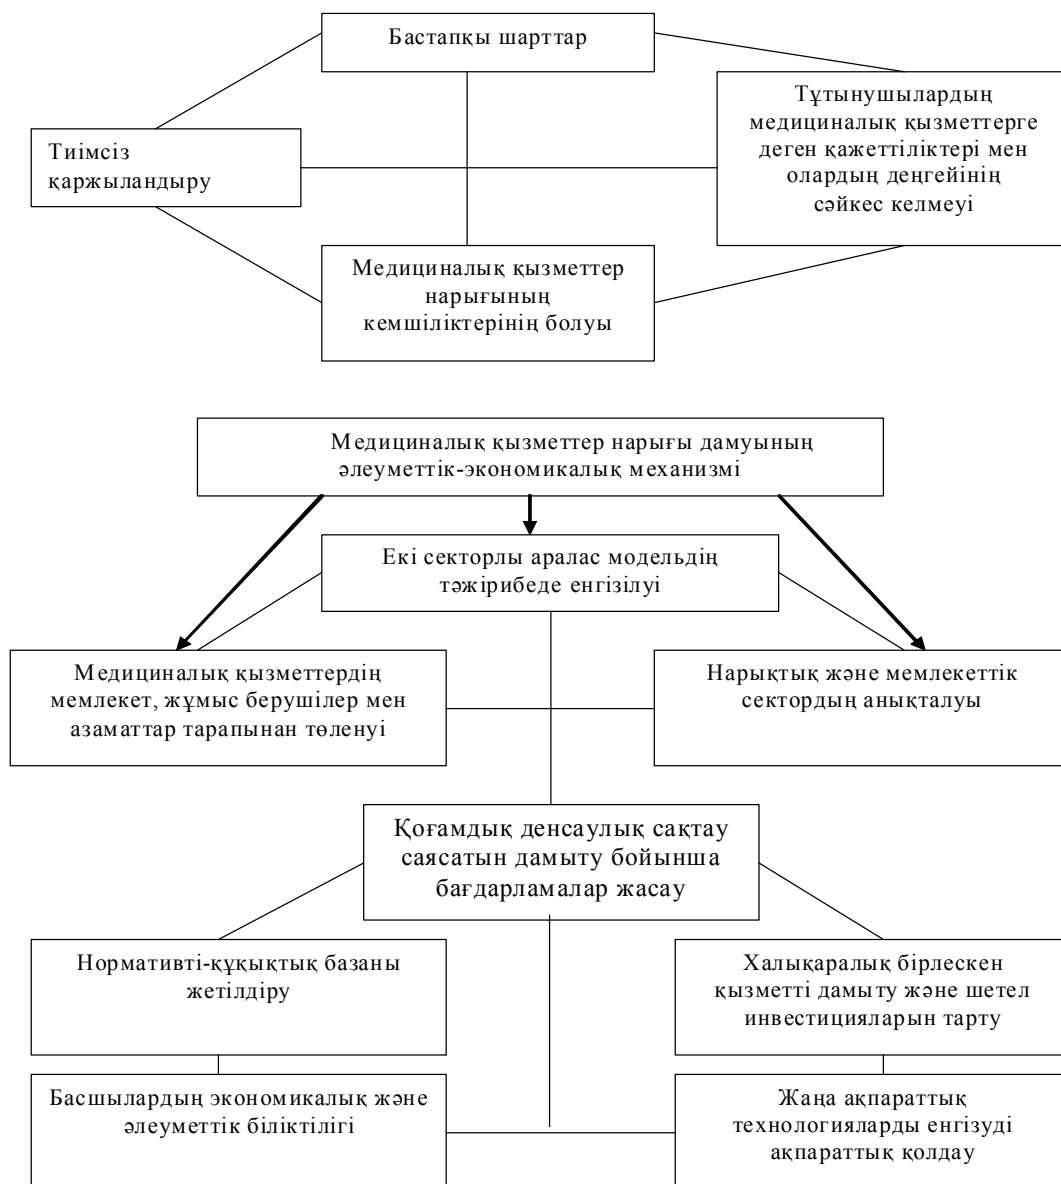 Бастапқы шарттар
Тиімсіз
қаржыландыру
Тұтынушылардың
медициналық қызметтерге
деген қажеттіліктері мен
олардың деңгейінің
сәйкес келмеуі
Медициналық қызметтер
нарығының
кемшіліктерінің болуы
Медициналық қызметтер нарығы дамуының
әлеуметтік-экономикалық механизмі
Екі секторлы аралас модельдің
тәжірибеде енгізілуі
Медициналық қызметтердің
мемлекет, жұмыс берушілер мен
азаматтар тарапынан төленуі
Нарықтық және мемлекеттік
сектордың анықталуы
Қоғамдық денсаулық сақтау
саясатын дамыту бойынша
бағдарламалар жасау
Нормативті-құқықтық базаны
жетілдіру
Халықаралық бірлескен
қызметті дамыту және шетел
инвестицияларын тарту
Басшылардың экономикалық және
әлеуметтік біліктілігі
Жаңа ақпараттық
технологияларды енгізуді
ақпараттық қолдау